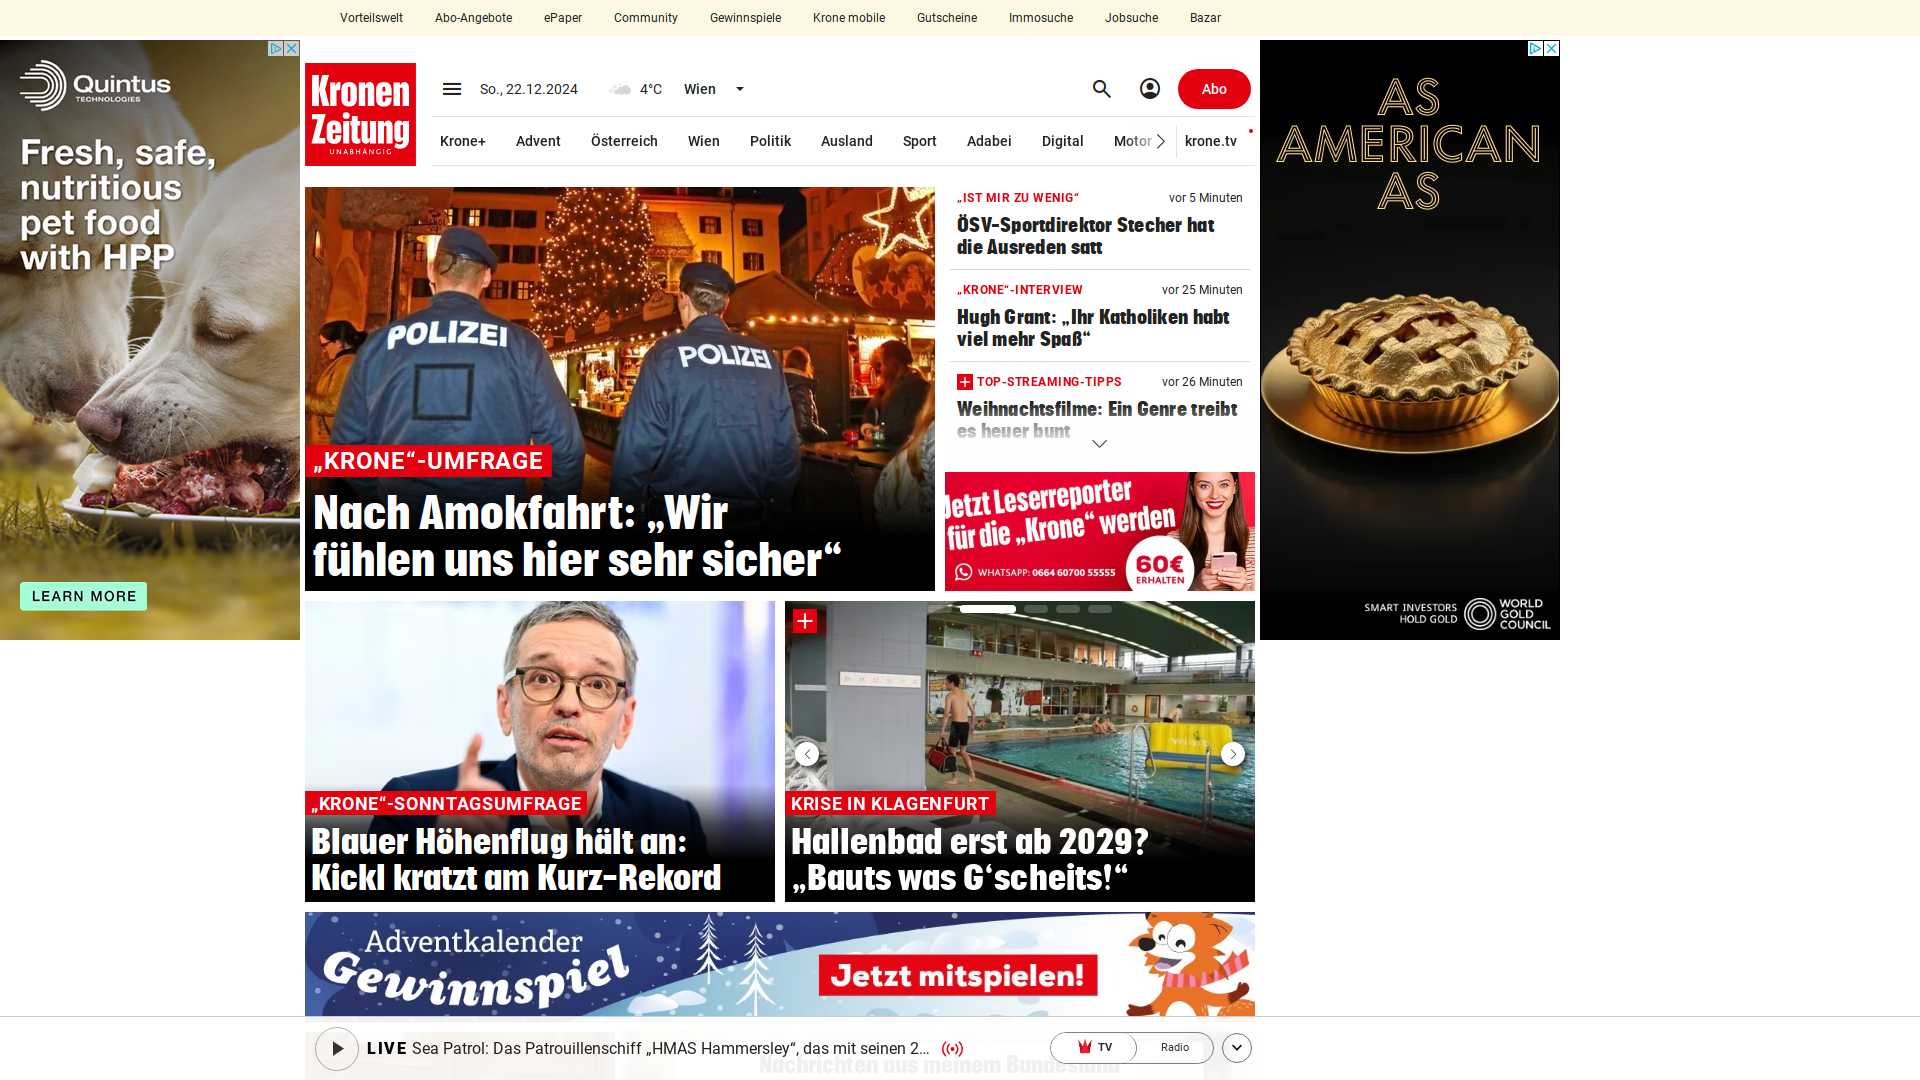 Vorteilswelt
Abo-Angebote
ePaper
Community
Gewinnspiele
Krone mobile
Gutscheine
Immosuche
Jobsuche
Bazar
Quintus
TECHNOLOGIES
Fresh, safe,
nutritious
pet food
with HPP
LEARN MORE
Kronen
Zeitung
UNABHÄNGIG
So., 22.12.2024
4°C
Wien
Abo
Krone+
Advent
Österreich
Wien
Politik
Ausland
Sport
Adabei
Digital
Motor
krone.tv
POLIZEI
POLIZEI
„KRONE“-UMFRAGE
Nach Amokfahrt: „Wir
fühlen uns hier sehr sicher“
„IST MIR ZU WENIG“
vor 5 Minuten
ÖSV-Sportdirektor Stecher hat
die Ausreden satt
„KRONE“-INTERVIEW
vor 25 Minuten
Hugh Grant: „Ihr Katholiken habt
viel mehr Spaß“
TOP-STREAMING-TIPPS
vor 26 Minuten
Weihnachtsfilme: Ein Genre treibt
es heuer bunt
Jetzt Leserreporter
für die „Krone“ werden
WHATSAPP: 0664 60700 55555
60€
ERHALTEN
AS
AMERICAN
AS
SMART INVESTORS
HOLD GOLD
WORLD
GOLD
COUNCIL
„KRONE“-SONNTAGSUMFRAGE
Blauer Höhenflug hält an:
Kickl kratzt am Kurz-Rekord
KRISE IN KLAGENFURT
Hallenbad erst ab 2029?
„Bauts was G‘scheits!“
Adventkalender
Gewinnspiel
Jetzt mitspielen!
LIVE Sea Patrol: Das Patrouillenschiff „HMAS Hammersley“, das mit seinen 2...
TV
Radio
Nachrichten aus meinem Bundesland